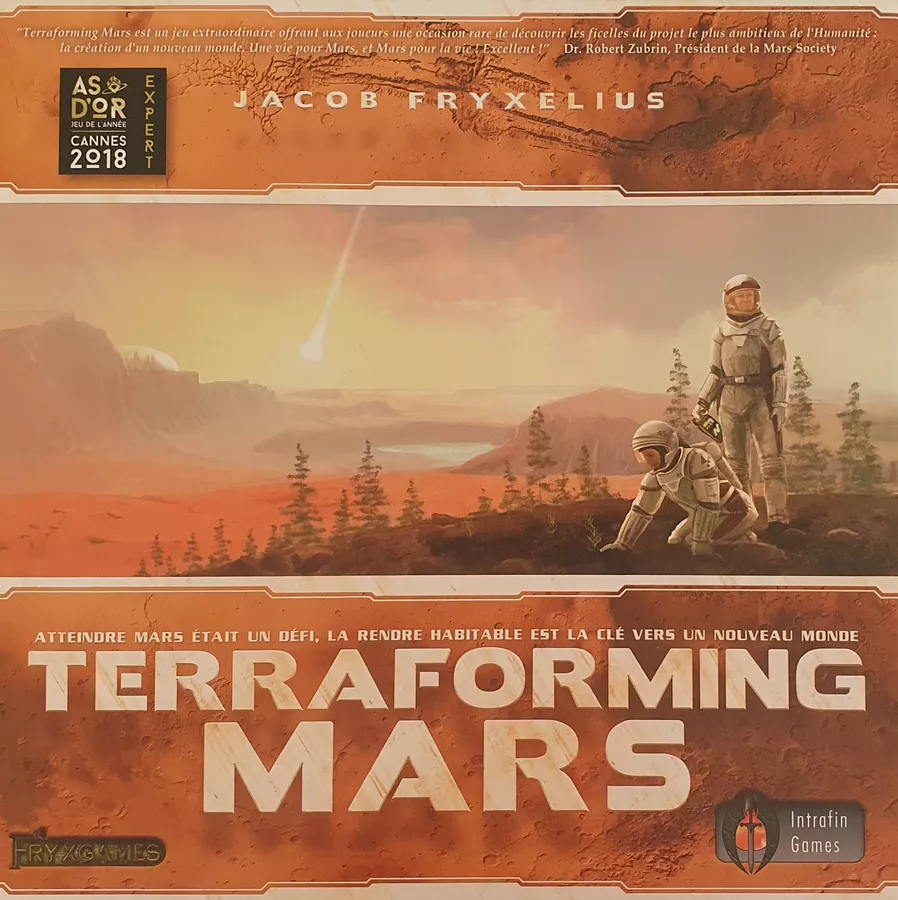 "Terraforming Mars est un jeu extraordinaire offrant aux joueurs une occasion rare de découvrir les ficelles du projet le plus ambitieux de l'Humanité :
la création d'un nouveau monde. Une vie pour Mars, et Mars pour la vie ! Excellent !" Dr. Robert Zubrin, Président de la Mars Society
AS
D'OR
JEU DE L'ANNÉE
CANNES
2018
EXPERT
JACOB FRYXELIUS
ATTEINDRE MARS ÉTAIT UN DÉFI, LA RENDRE HABITABLE EST LA CLÉ VERS UN NOUVEAU MONDE
TERRAFORMING
MARS
FRYXGAMES
Intrafin
Games